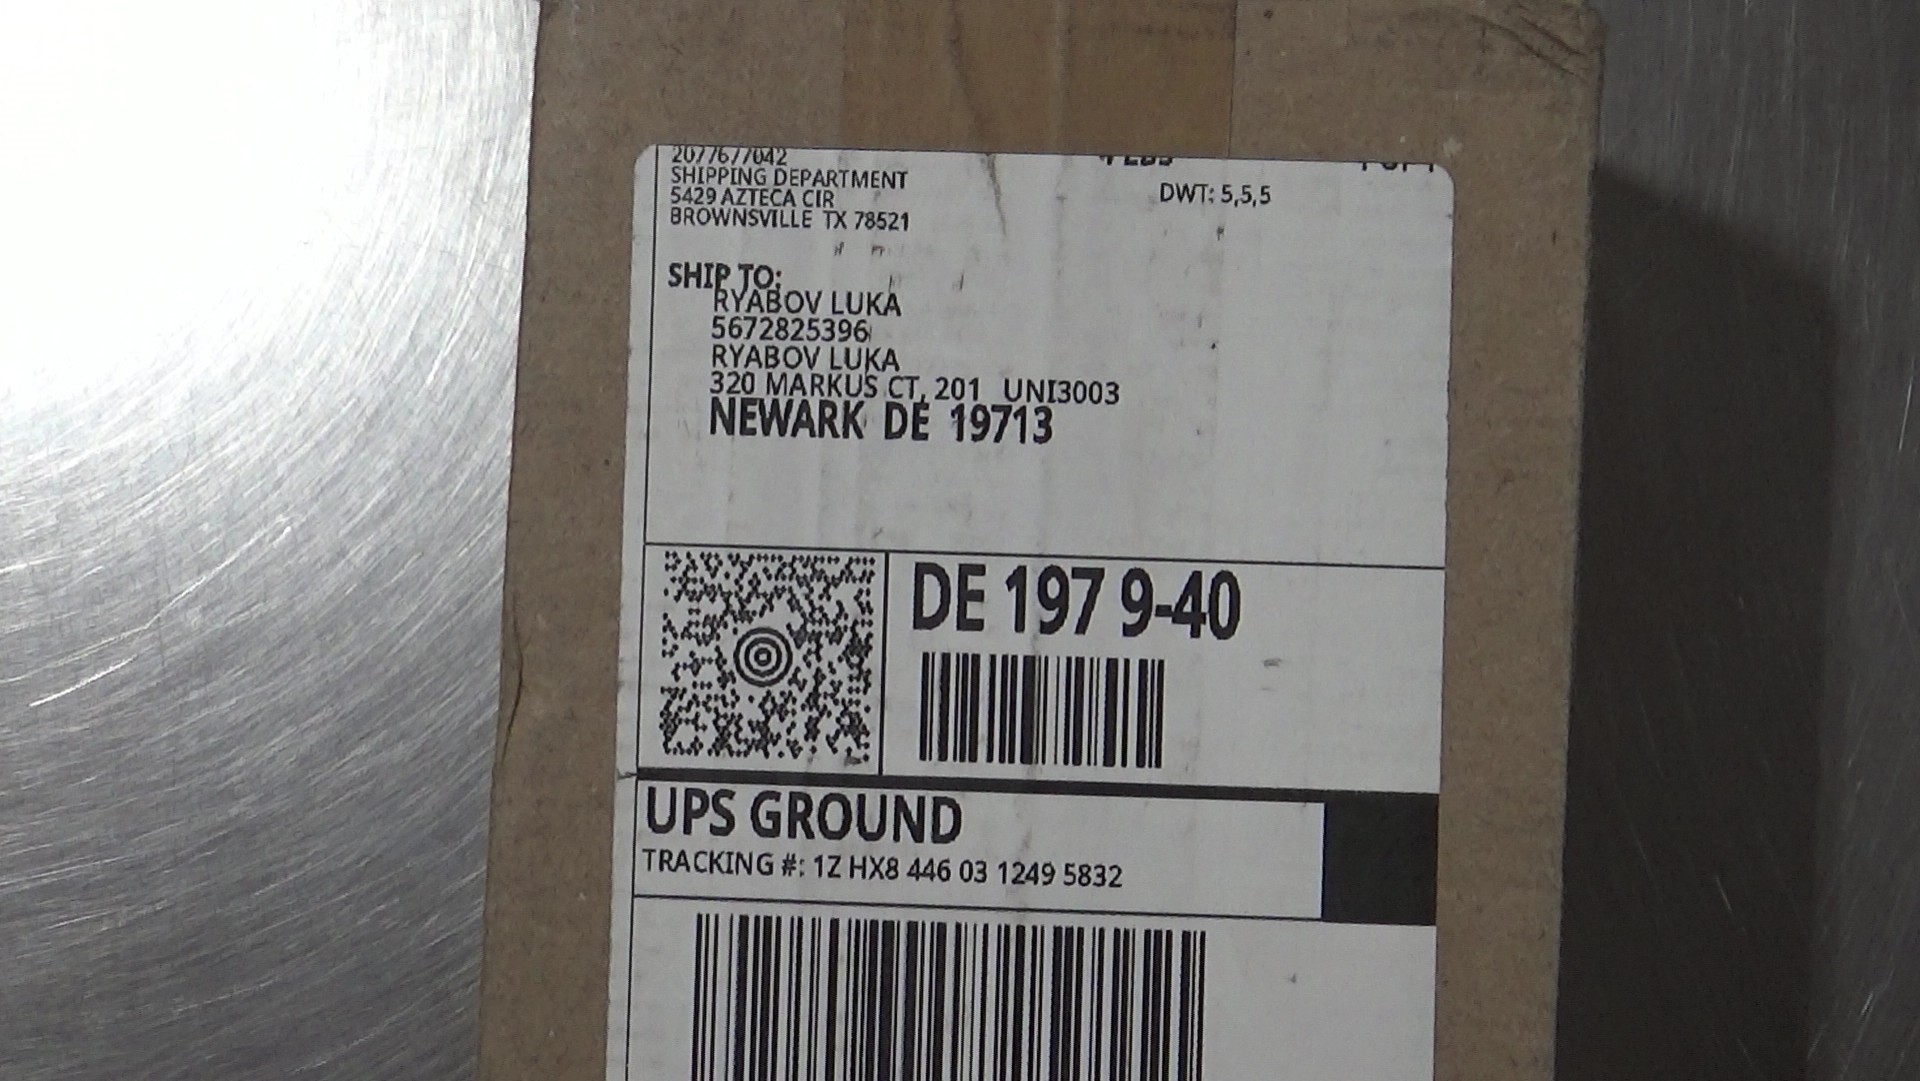 2077677042
SHIPPING DEPARTMENT
5429 AZTECA CIR
BROWNSVILLE TX 78521
DWT: 5,5,5
SHIP TO:
RYABOV LUKA
5672825396
RYABOV LUKA
320 MARKUS CT, 201 UNI3003
NEWARK DE 19713
DE 197 9-40
UPS GROUND
TRACKING #: 1Z HX8 446 03 1249 5832